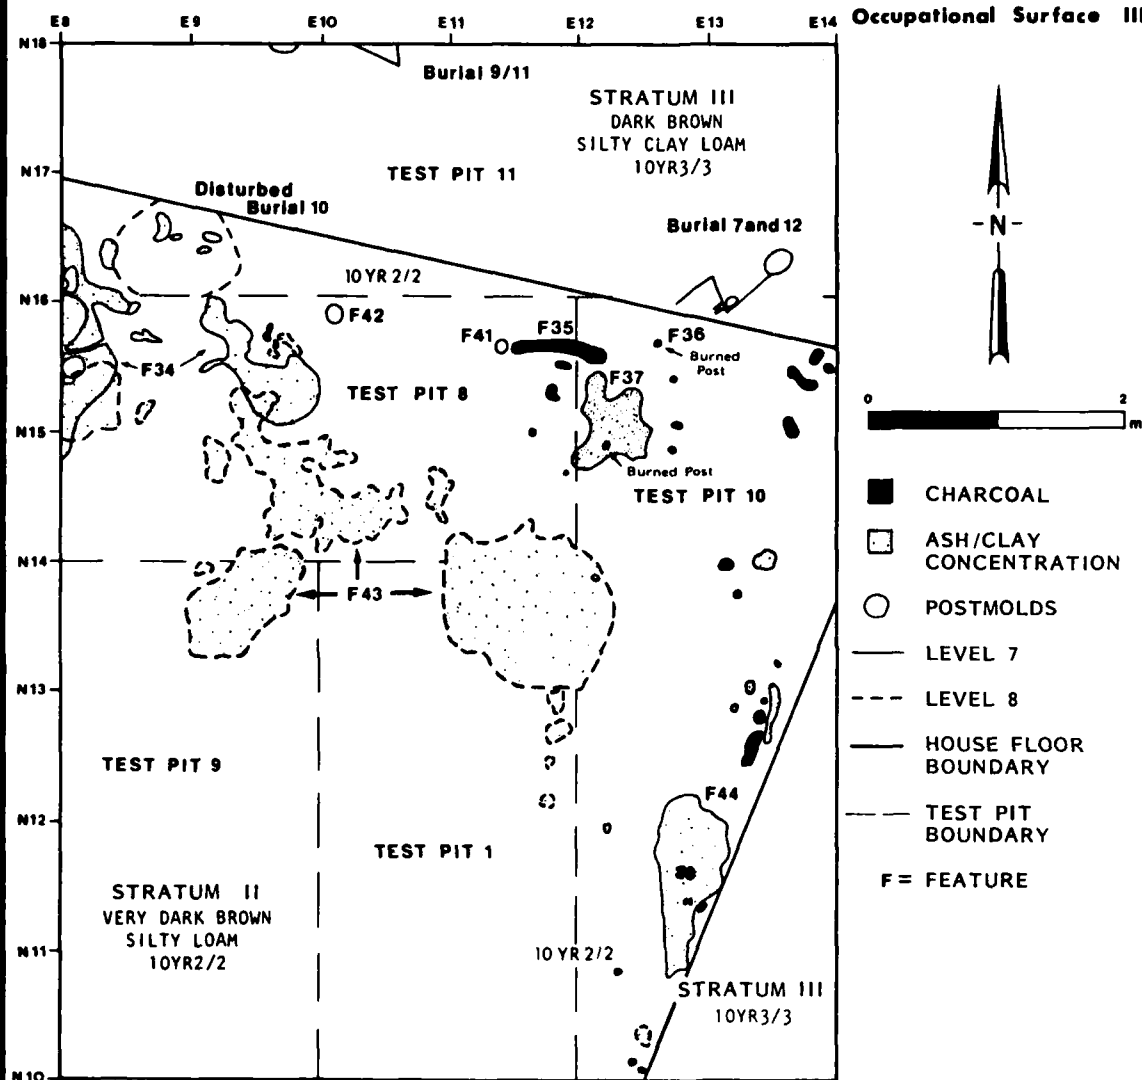 Occupational Surface III
E8 E9 E10 E11 E12 E13 E14
N18
Burial 9/11
STRATUM III
DARK BROWN
SILTY CLAY LOAM
10YR3/3
N17
TEST PIT 11
Disturbed
Burial 10
Burial 7 and 12
10YR 2/2
N16
F42
F41
F35
F36
Burned
Post
F34
F37
TEST PIT 8
N15
Burned Post
TEST PIT 10
N14
F43
N13
TEST PIT 9
F44
N12
TEST PIT 1
STRATUM II
VERY DARK BROWN
SILTY LOAM
10YR2/2
N11
10YR 2/2
STRATUM III
10YR3/3
N10
-N-
0 2
m
CHARCOAL
ASH/CLAY
CONCENTRATION
POSTMOLDS
LEVEL 7
LEVEL 8
HOUSE FLOOR
BOUNDARY
TEST PIT
BOUNDARY
F = FEATURE